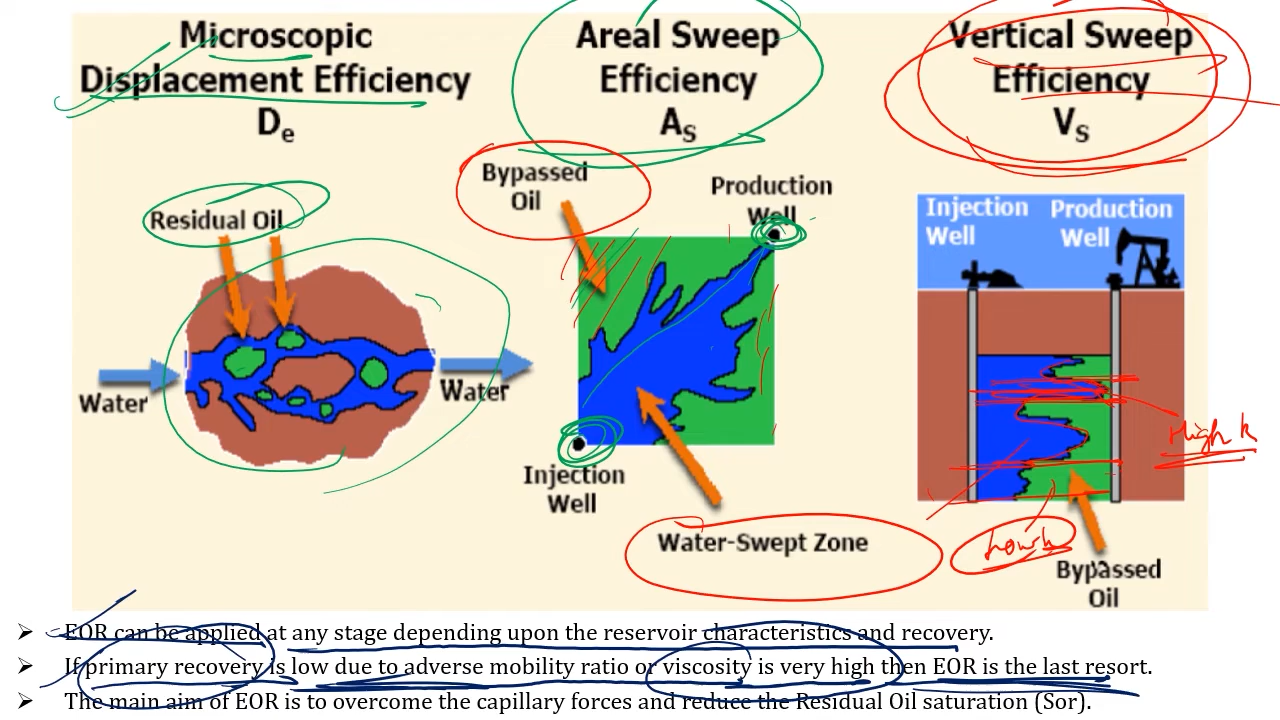 Microscopic
Displacement Efficiency
De
Areal Sweep
Efficiency
As
Vertical Sweep
Efficiency
Vs
Residual Oil
Water
Water
Bypassed
Oil
Production
Well
Injection
Well
Water-Swept Zone
Injection
Well
Production
Well
High k
Low k
Bypassed
Oil
➢ EOR can be applied at any stage depending upon the reservoir characteristics and recovery.
➢ If primary recovery is low due to adverse mobility ratio or viscosity is very high then EOR is the last resort.
➢ The main aim of EOR is to overcome the capillary forces and reduce the Residual Oil saturation (Sor).